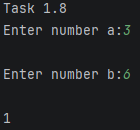 Task 1.8
Enter number a:3
Enter number b:6
1